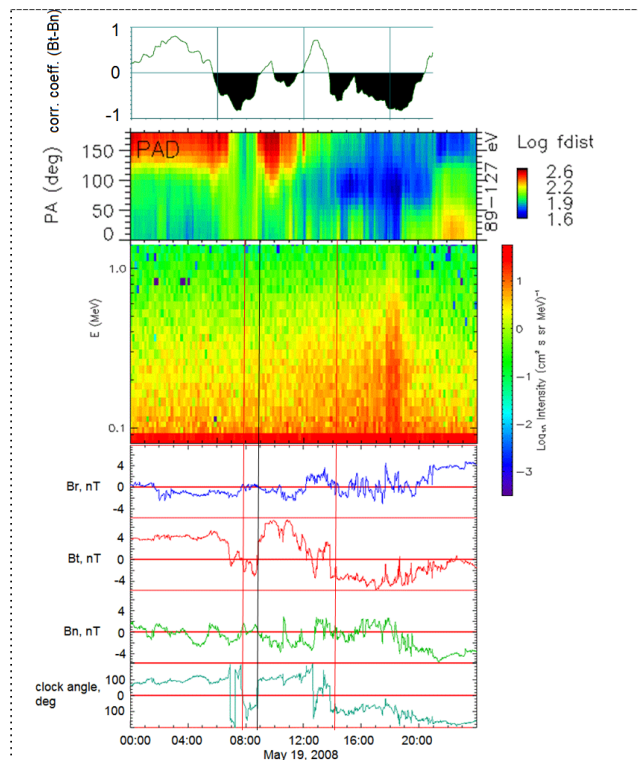 corr. coeff. (Bt-Bn)
1
0
-1
PAD
PA (deg)
150
100
50
0
89-127 eV
Log fdist
2.6
2.2
1.9
1.6
E (MeV)
1.0
0.1
Log₁₀ Intensity (cm² s sr MeV)⁻¹
1
0
-1
-2
-3
Br, nT
4
0
-4
Bt, nT
4
0
-4
Bn, nT
4
0
-4
clock angle,
deg
100
0
100
00:00 04:00 08:00 12:00 16:00 20:00
May 19, 2008